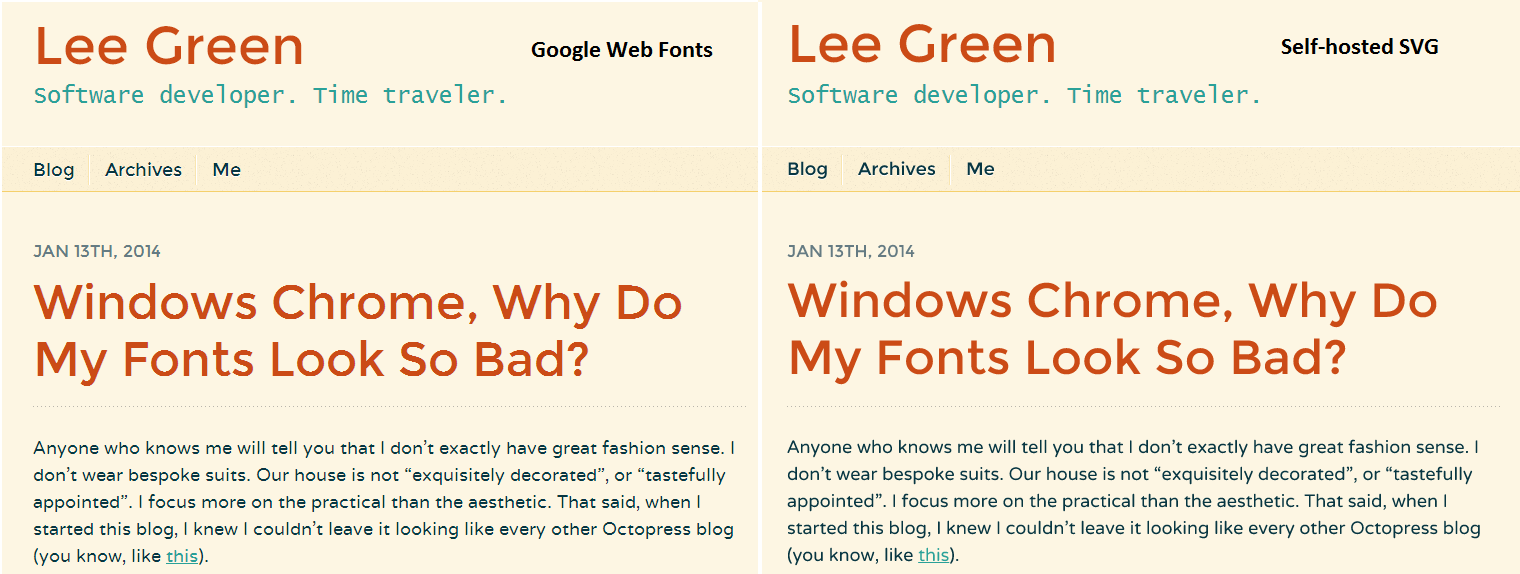 Lee Green
Google Web Fonts
Software developer. Time traveler.
Blog
Archives
Me
JAN 13TH, 2014
Windows Chrome, Why Do
My Fonts Look So Bad?
Anyone who knows me will tell you that I don’t exactly have great fashion sense. I
don’t wear bespoke suits. Our house is not “exquisitely decorated”, or “tastefully
appointed”. I focus more on the practical than the aesthetic. That said, when I
started this blog, I knew I couldn’t leave it looking like every other Octopress blog
(you know, like this).
Lee Green
Self-hosted SVG
Software developer. Time traveler.
Blog
Archives
Me
JAN 13TH, 2014
Windows Chrome, Why Do
My Fonts Look So Bad?
Anyone who knows me will tell you that I don’t exactly have great fashion sense. I
don’t wear bespoke suits. Our house is not “exquisitely decorated”, or “tastefully
appointed”. I focus more on the practical than the aesthetic. That said, when I
started this blog, I knew I couldn’t leave it looking like every other Octopress blog
(you know, like this).